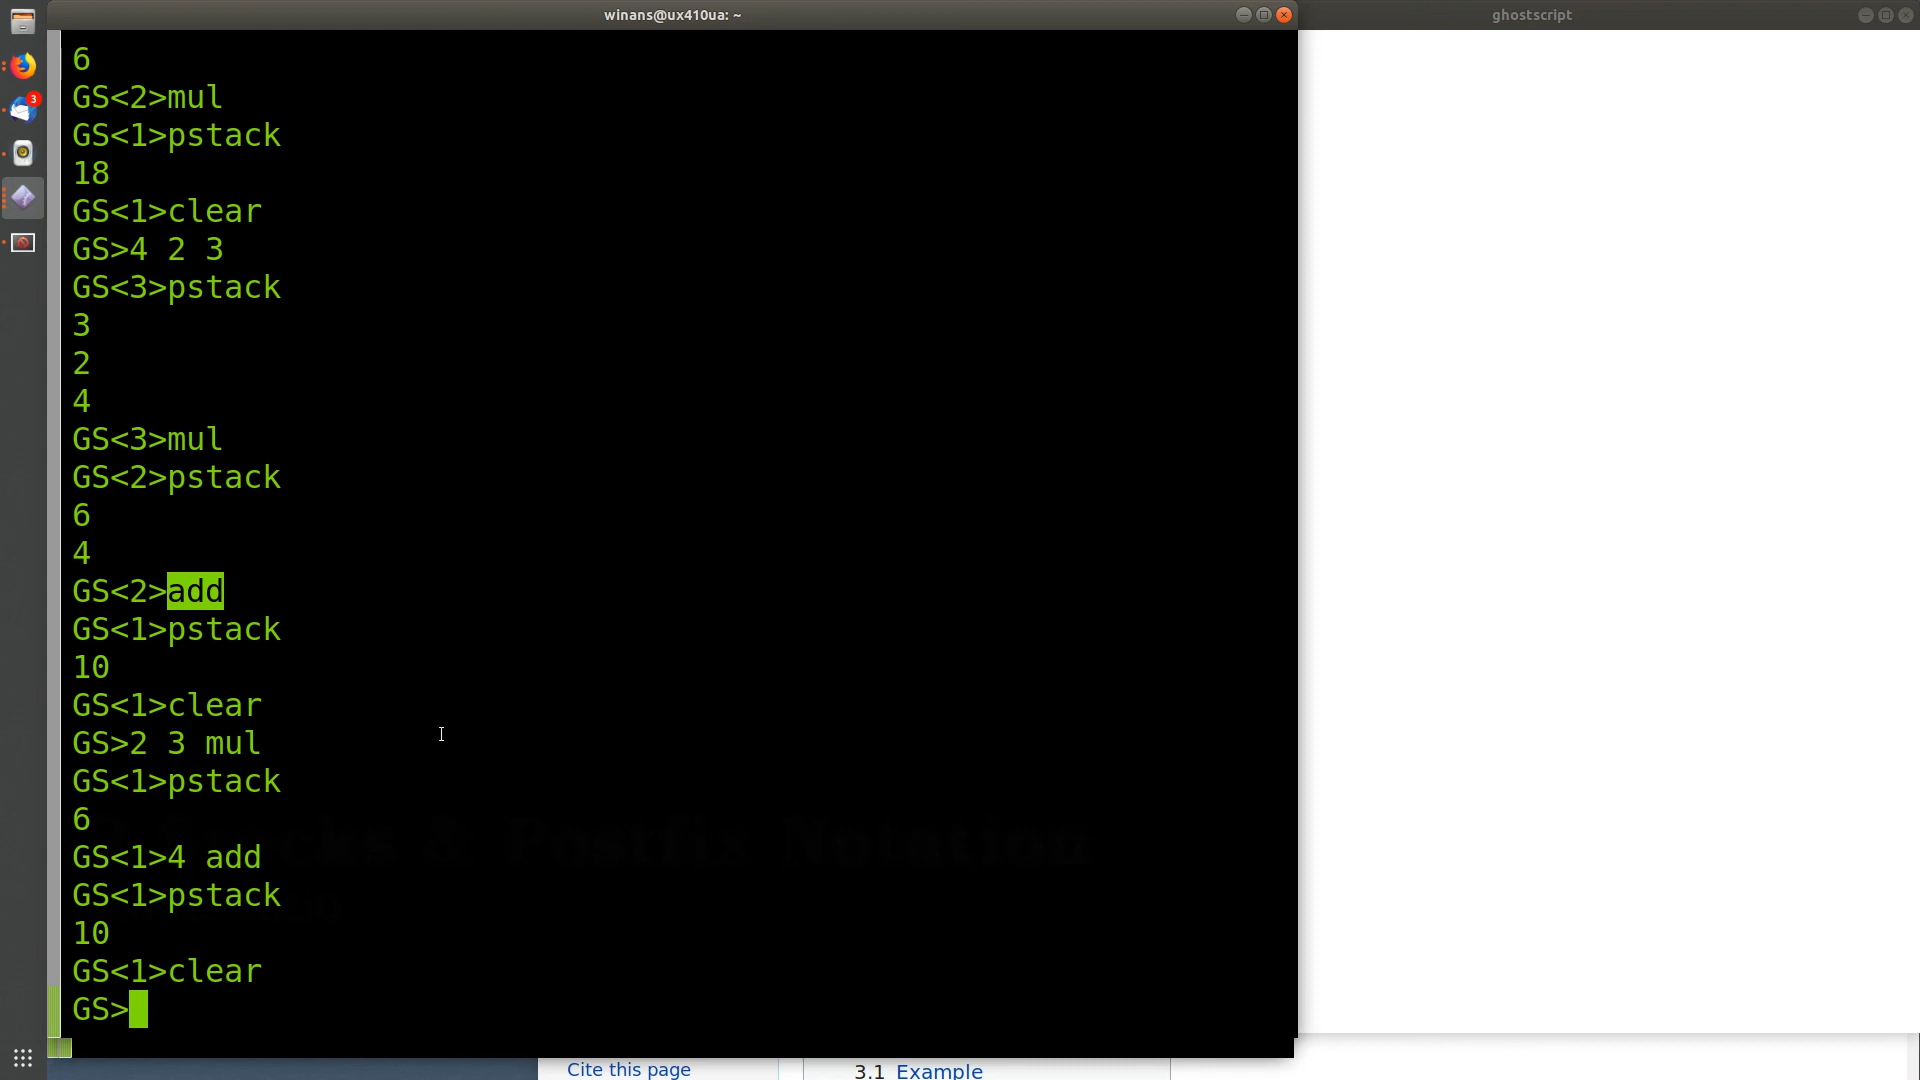 winans@ux410ua: ~
ghostscript
3
6
GS<2>mul
GS<1>pstack
18
GS<1>clear
GS>4 2 3
GS<3>pstack
3
2
4
GS<3>mul
GS<2>pstack
6
4
GS<2>add
GS<1>pstack
10
GS<1>clear
GS>2 3 mul
GS<1>pstack
6
& Postfix Notation
GS<1>4 add
GS<1>pstack
10
GS<1>clear
GS>
Cite this page
3.1 Example